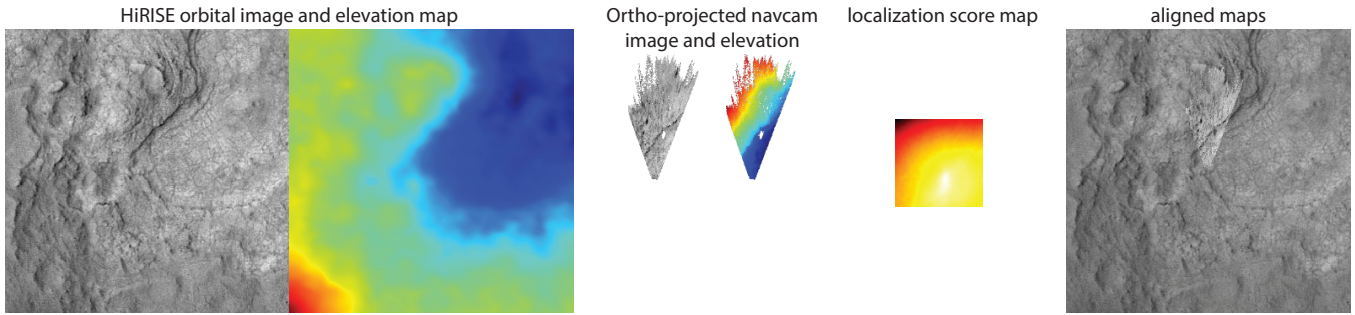 HiRISE orbital image and elevation map
Ortho-projected navcam
image and elevation
localization score map
aligned maps